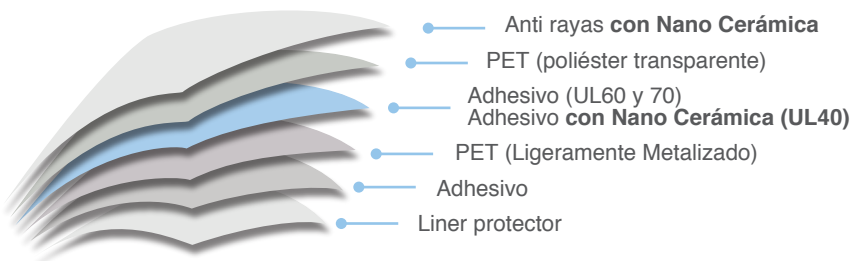 Anti rayas con Nano Cerámica
PET (poliéster transparente)
Adhesivo (UL60 y 70)
Adhesivo con Nano Cerámica (UL40)
PET (Ligeramente Metalizado)
Adhesivo
Liner protector